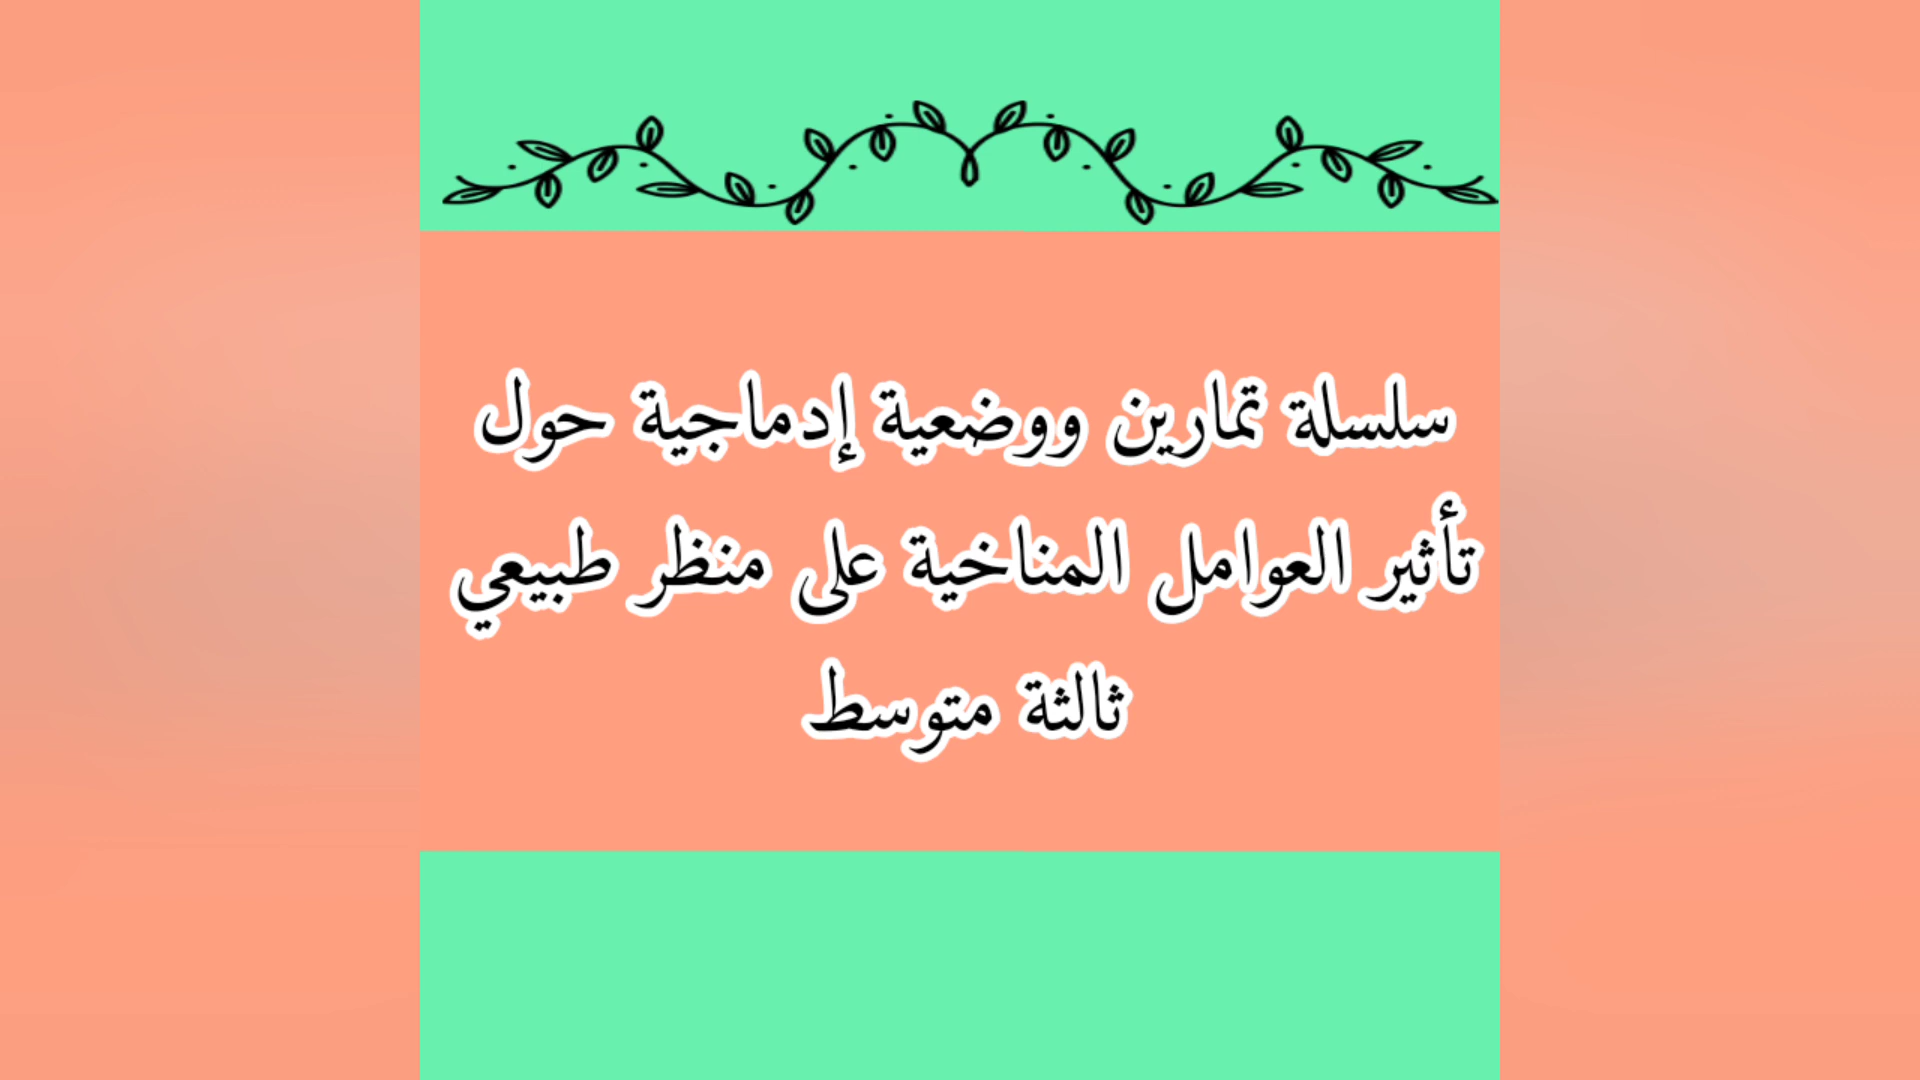 سلسلة تمارين ووضعية إدماجية حول
تأثير العوامل المناخية على منظر طبيعي
ثالثة متوسط